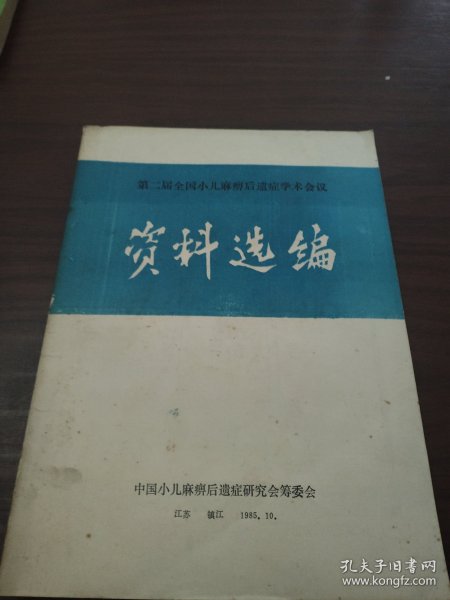 第二届全国小儿麻痹后遗症学术会议
资料选编
中国小儿麻痹后遗症研究会筹委会
江苏 镇江 1985.10.
孔夫子旧书网
www.kongfz.com